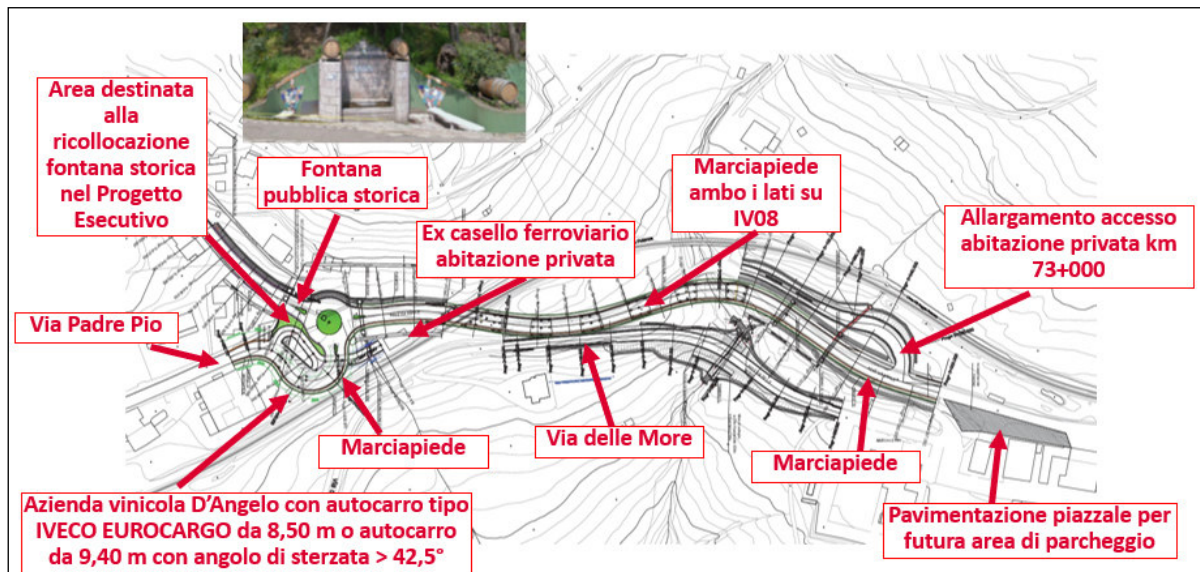 Area destinata
alla
ricollocazione
fontana storica
nel Progetto
Esecutivo
Fontana
pubblica storica
Ex casello ferroviario
abitazione privata
Marciapiede
ambo i lati su
IV08
Allargamento accesso
abitazione privata km
73+000
Via Padre Pio
Marciapiede
Via delle More
Marciapiede
Azienda vinicola D’Angelo con autocarro tipo
IVECO EUROCARGO da 8,50 m o autocarro
da 9,40 m con angolo di sterzata > 42,5°
Pavimentazione piazzale per
futura area di parcheggio